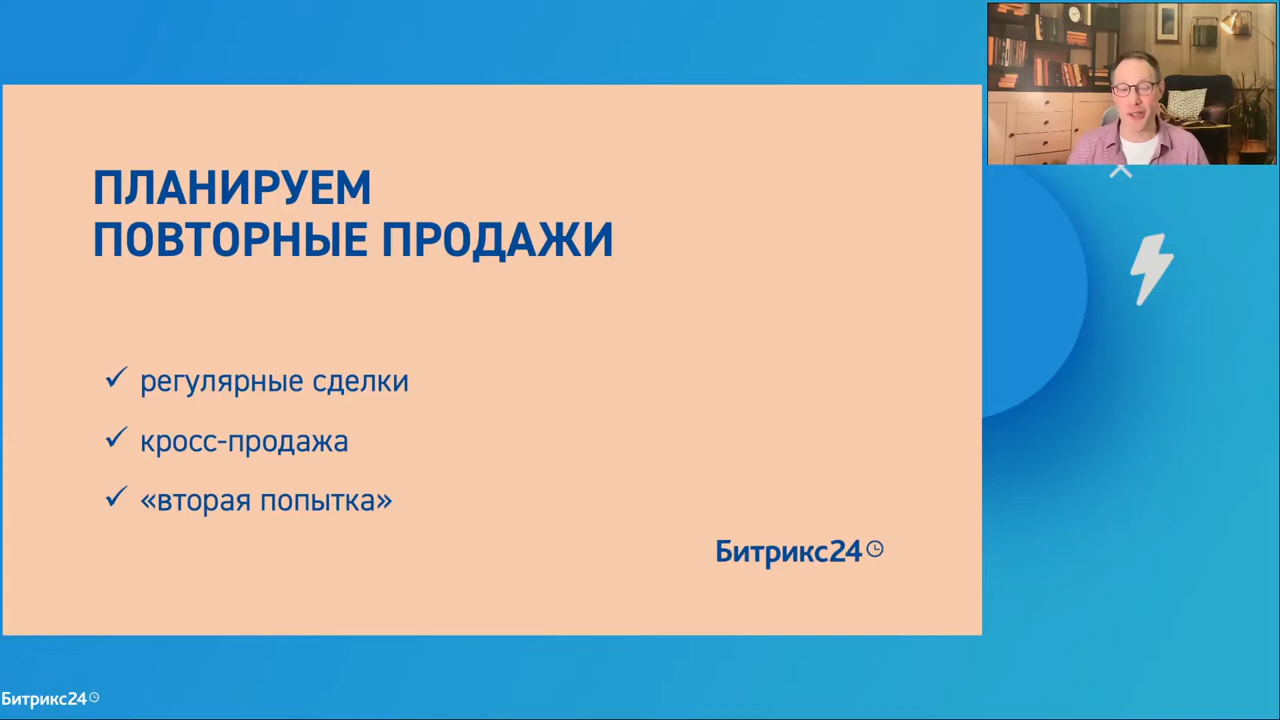 ПЛАНИРУЕМ
ПОВТОРНЫЕ ПРОДАЖИ
регулярные сделки
кросс-продажа
«вторая попытка»
Битрикс24
Битрикс24